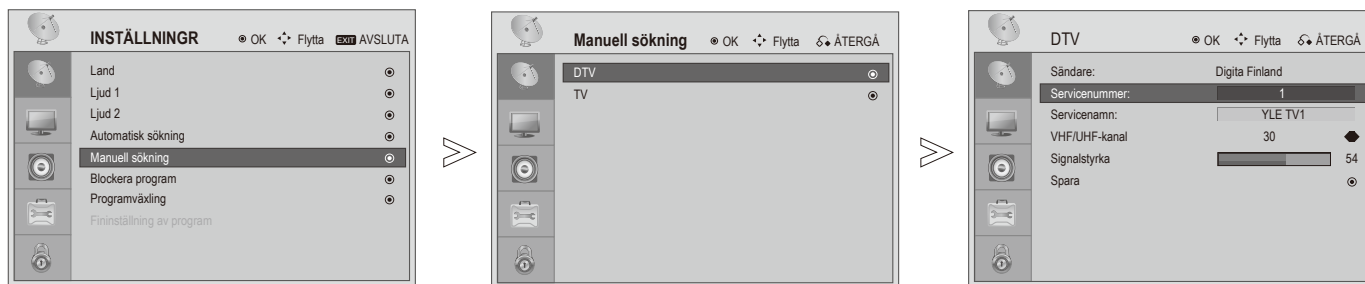 INSTÄLLNINGR OK Flytta EXIT AVSLUTA
Land
Ljud 1
Ljud 2
Automatisk sökning
Manuell sökning
Blockera program
Programväxling
Fininställning av program
Manuell sökning OK Flytta ÅTERGÅ
DTV
TV
DTV OK Flytta ÅTERGÅ
Sändare: Digita Finland
Servicenummer: 1
Servicenamn: YLE TV1
VHF/UHF-kanal 30
Signalstyrka 54
Spara